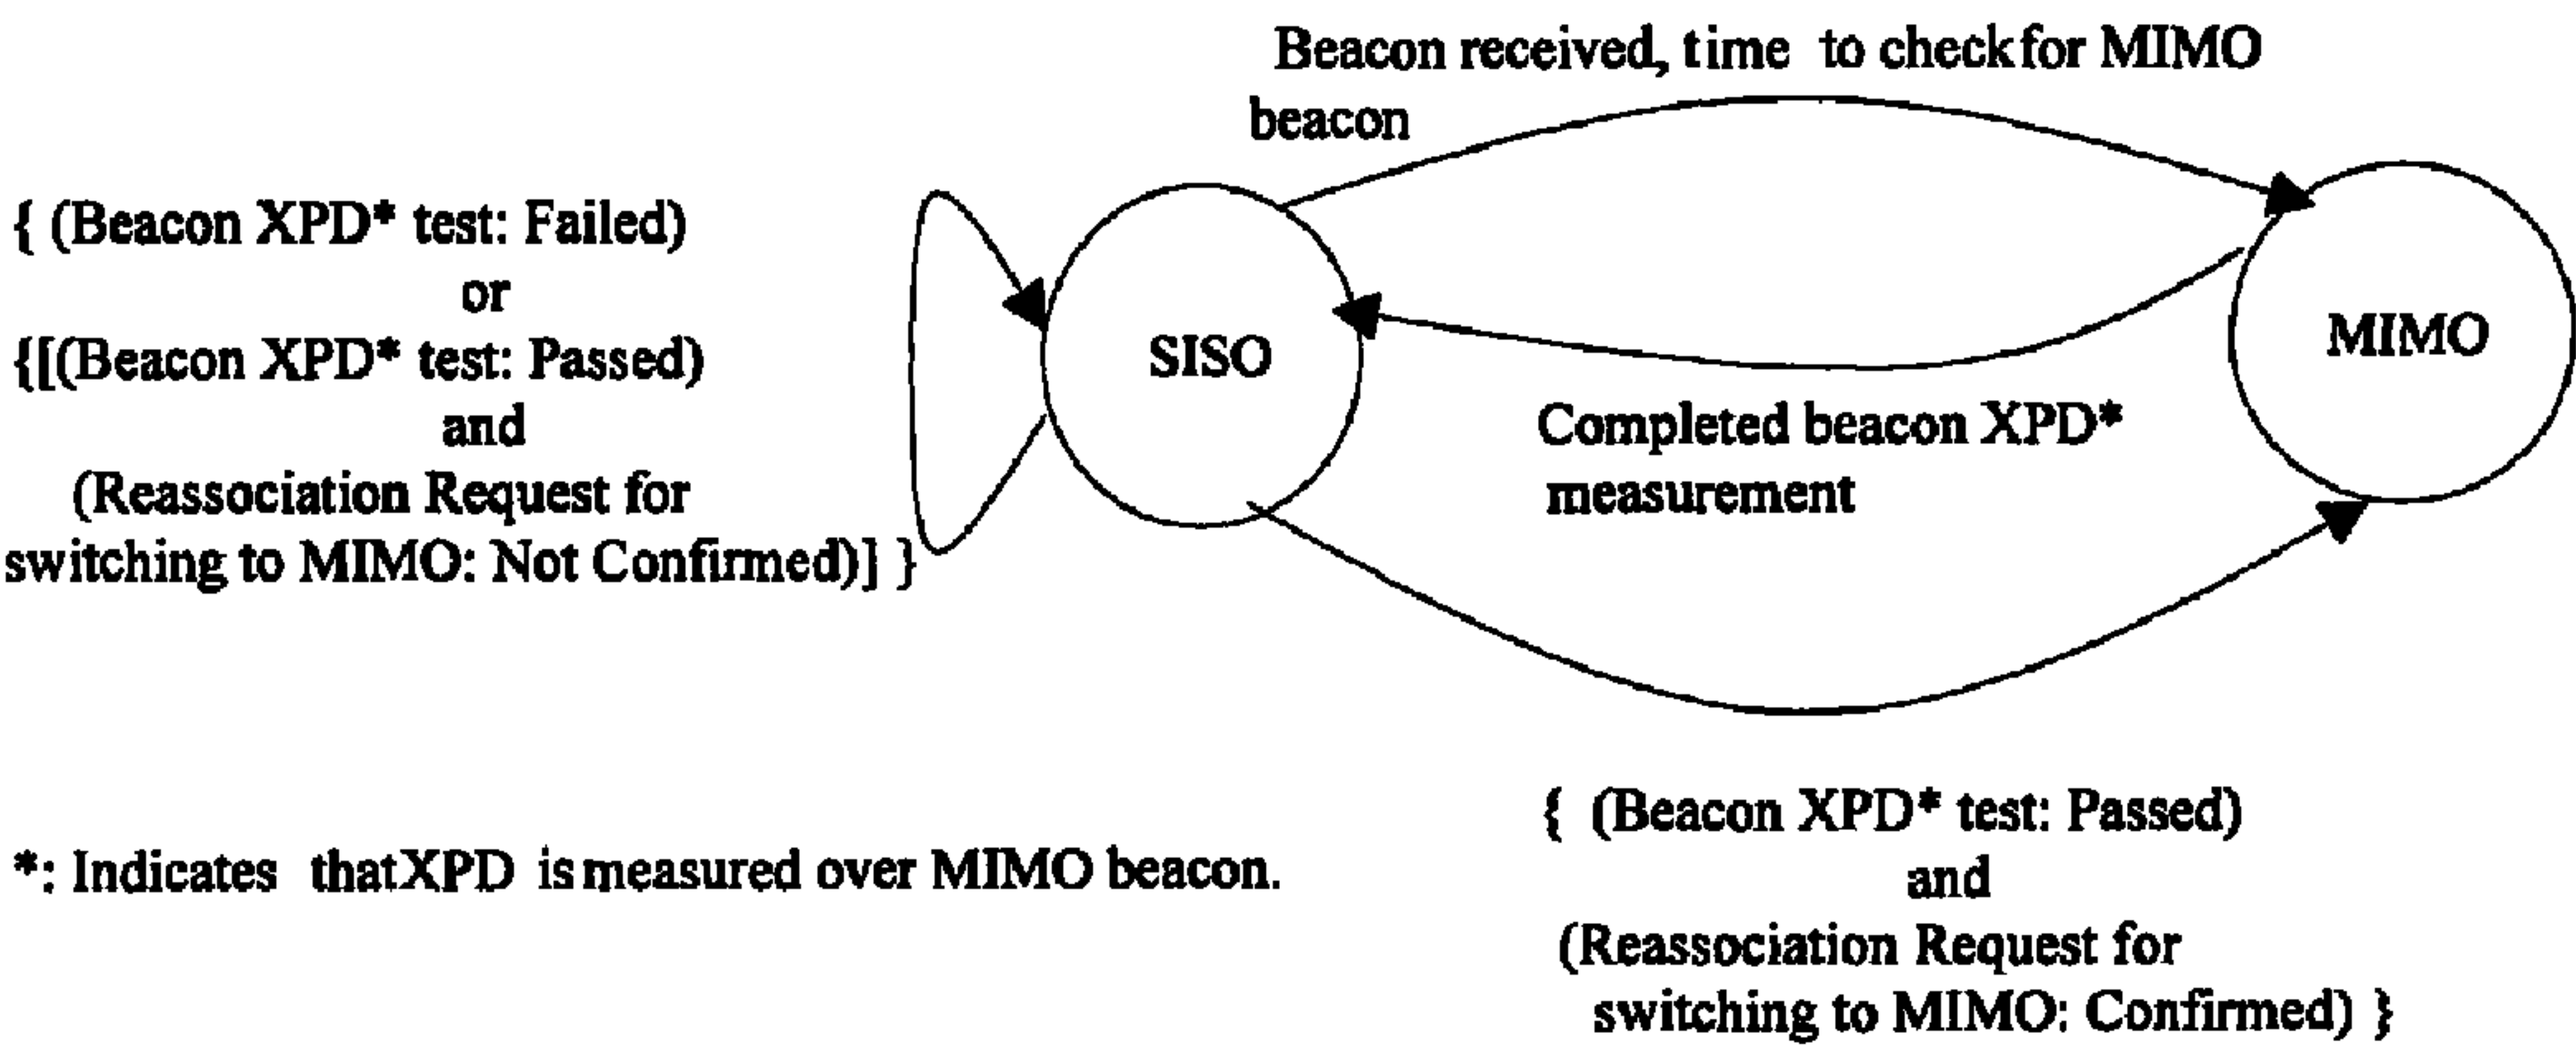 Beacon received, time to check for MIMO
beacon
{ (Beacon XPD* test: Failed)
or
{[(Beacon XPD* test: Passed)
and
(Reassociation Request for
switching to MIMO: Not Confirmed)] }
SISO
MIMO
Completed beacon XPD*
measurement
{ (Beacon XPD* test: Passed)
and
(Reassociation Request for
switching to MIMO: Confirmed) }
*: Indicates that XPD is measured over MIMO beacon.